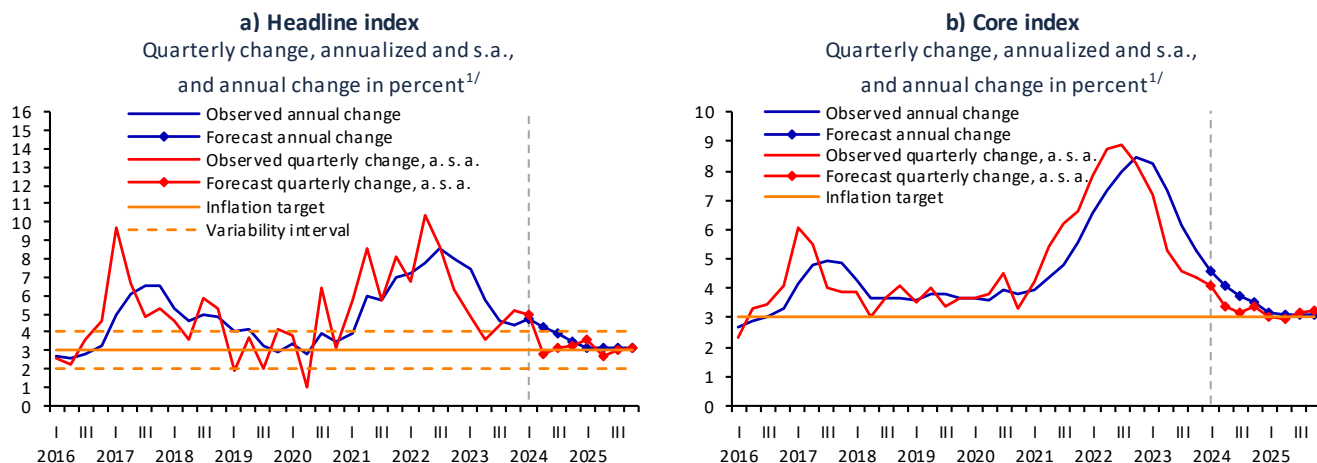 a) Headline index
Quarterly change, annualized and s.a.,
and annual change in percent1/
16
15
14
13
12
11
10
9
8
7
6
5
4
3
2
1
0
Observed annual change
Forecast annual change
Observed quarterly change, a. s. a.
Forecast quarterly change, a. s. a.
Inflation target
Variability interval
I III I III I III I III I III I III I III I III I III I III
2016 2017 2018 2019 2020 2021 2022 2023 2024 2025
b) Core index
Quarterly change, annualized and s.a.,
and annual change in percent1/
10
9
8
7
6
5
4
3
2
1
0
Observed annual change
Forecast annual change
Observed quarterly change, a. s. a.
Forecast quarterly change, a. s. a.
Inflation target
I III I III I III I III I III I III I III I III I III I III
2016 2017 2018 2019 2020 2021 2022 2023 2024 2025